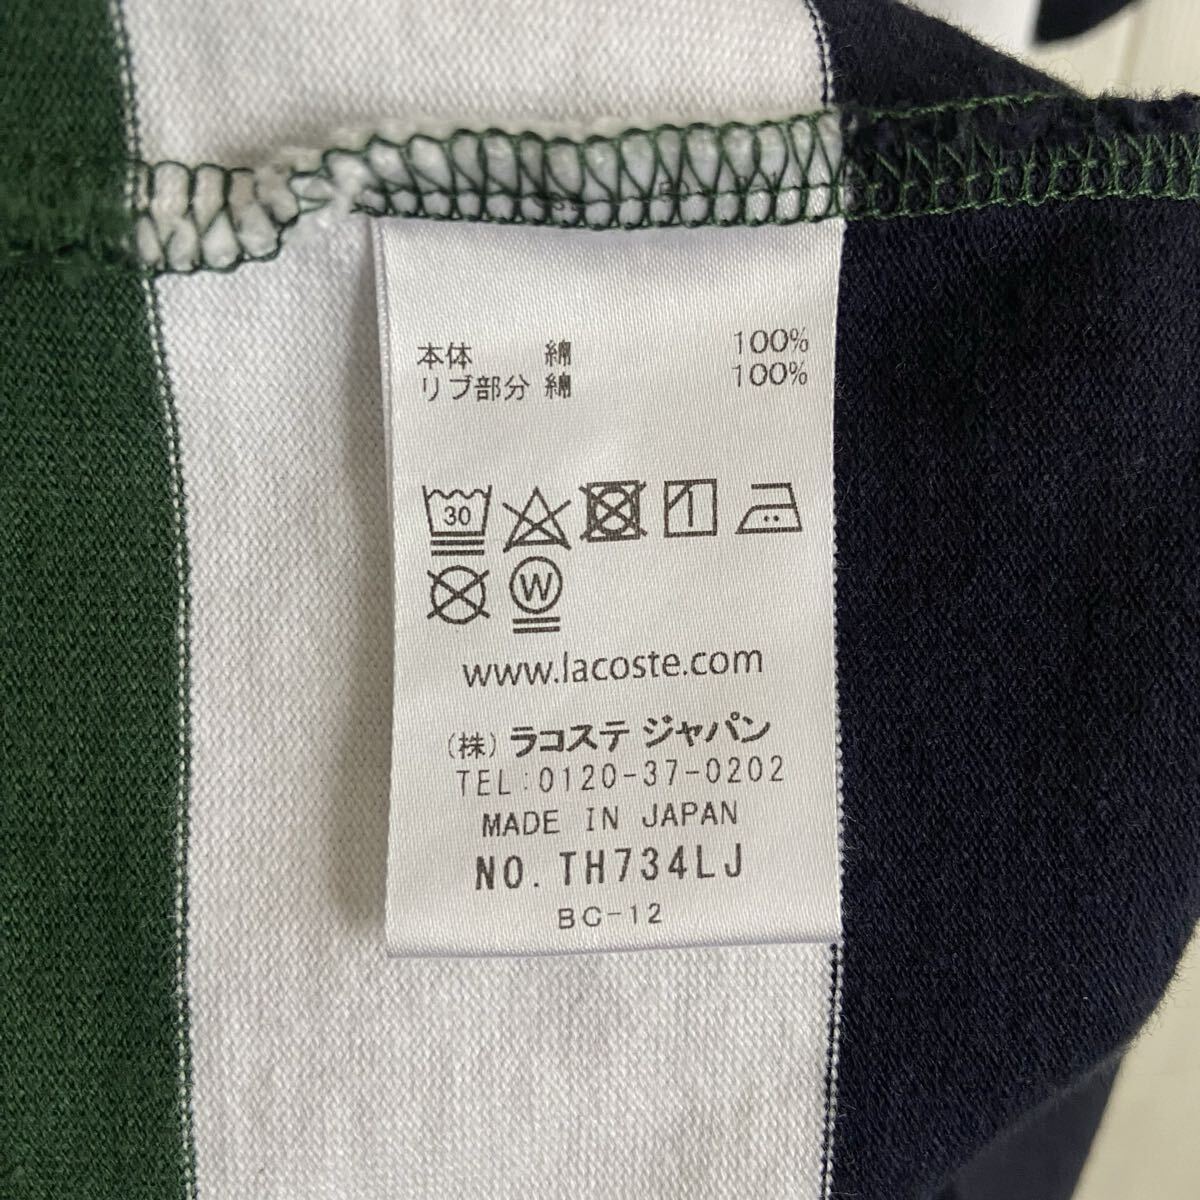 本体 綿 100%
リブ部分 綿 100%
30
W
www.lacoste.com
(株) ラコステ ジャパン
TEL:0120-37-0202
MADE IN JAPAN
NO. TH734LJ
BC-12